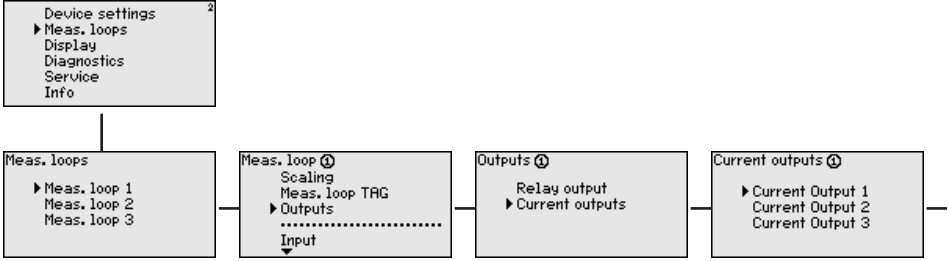 2
Device settings
Meas. loops
Display
Diagnostics
Service
Info
Meas. loops
Meas. loop 1
Meas. loop 2
Meas. loop 3
Meas. loop ①
Scaling
Meas. loop TAG
Outputs
Input
Outputs ①
Relay output
Current outputs
Current outputs ①
Current Output 1
Current Output 2
Current Output 3